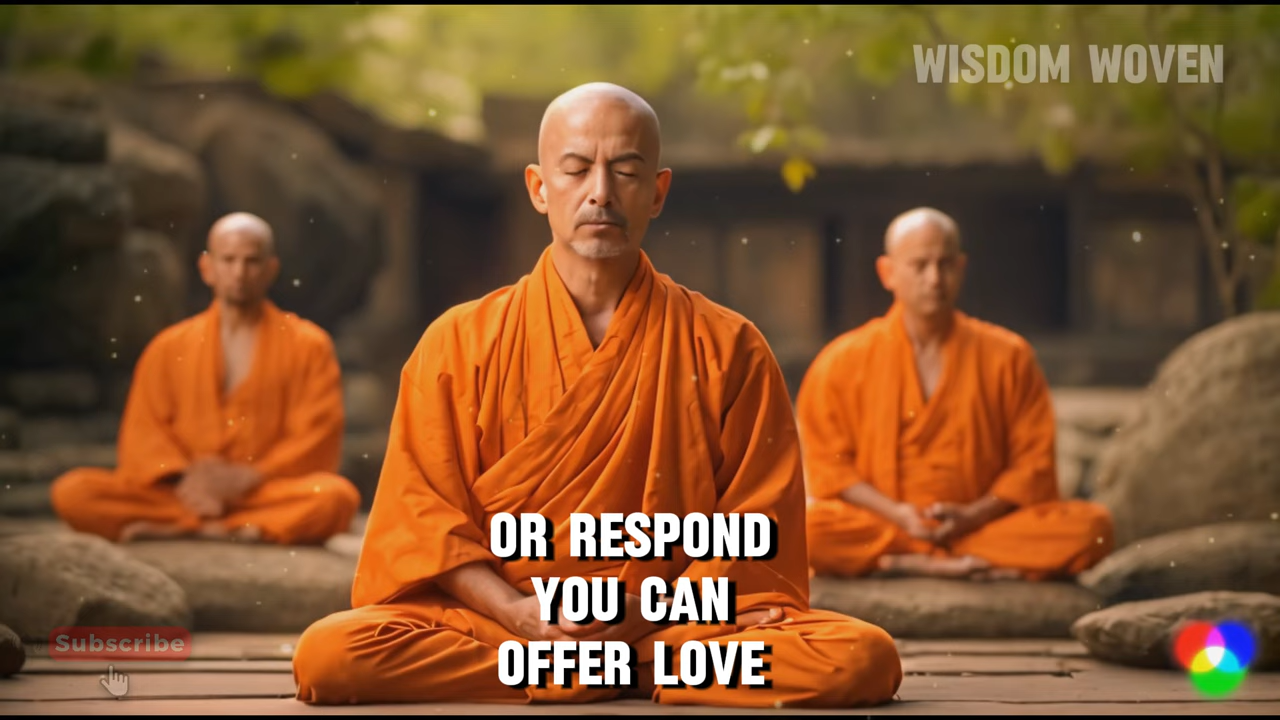 WISDOM WOVEN
OR RESPOND
YOU CAN
OFFER LOVE
Subscribe